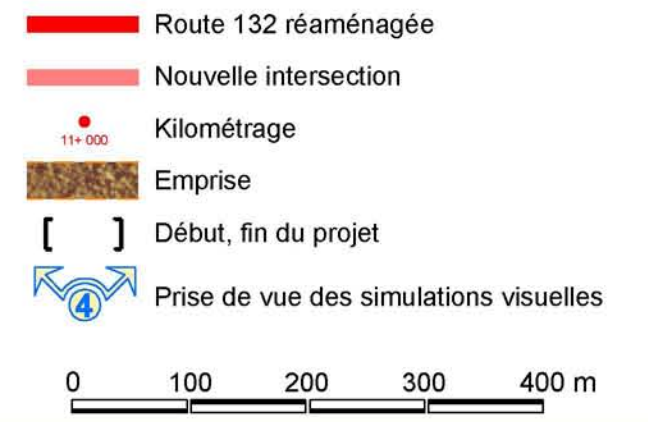 Route 132 réaménagée
Nouvelle intersection
11+ 000 Kilométrage
Emprise
[ ] Début, fin du projet
4 Prise de vue des simulations visuelles
0 100 200 300 400 m